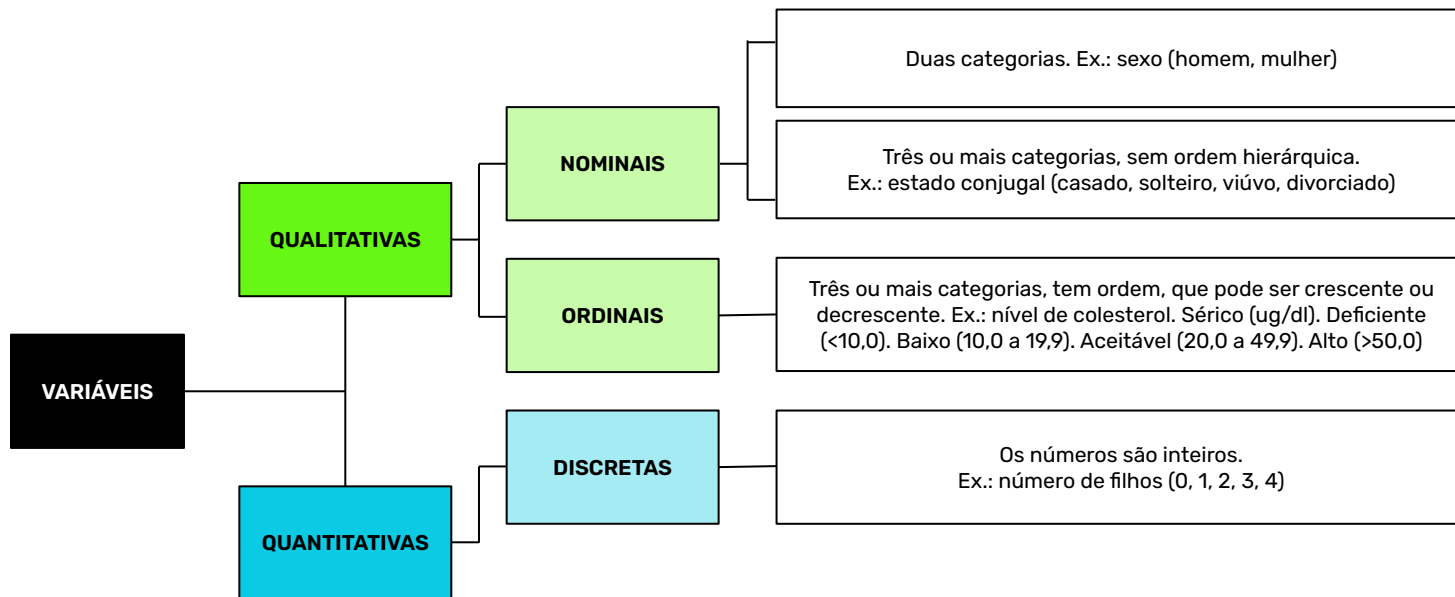 Duas categorias. Ex.: sexo (homem, mulher)
NOMINAIS
Três ou mais categorias, sem ordem hierárquica.
Ex.: estado conjugal (casado, solteiro, viúvo, divorciado)
QUALITATIVAS
ORDINAIS
Três ou mais categorias, tem ordem, que pode ser crescente ou
decrescente. Ex.: nível de colesterol. Sérico (ug/dl). Deficiente
(<10,0). Baixo (10,0 a 19,9). Aceitável (20,0 a 49,9). Alto (>50,0)
VARIÁVEIS
DISCRETAS
Os números são inteiros.
Ex.: número de filhos (0, 1, 2, 3, 4)
QUANTITATIVAS